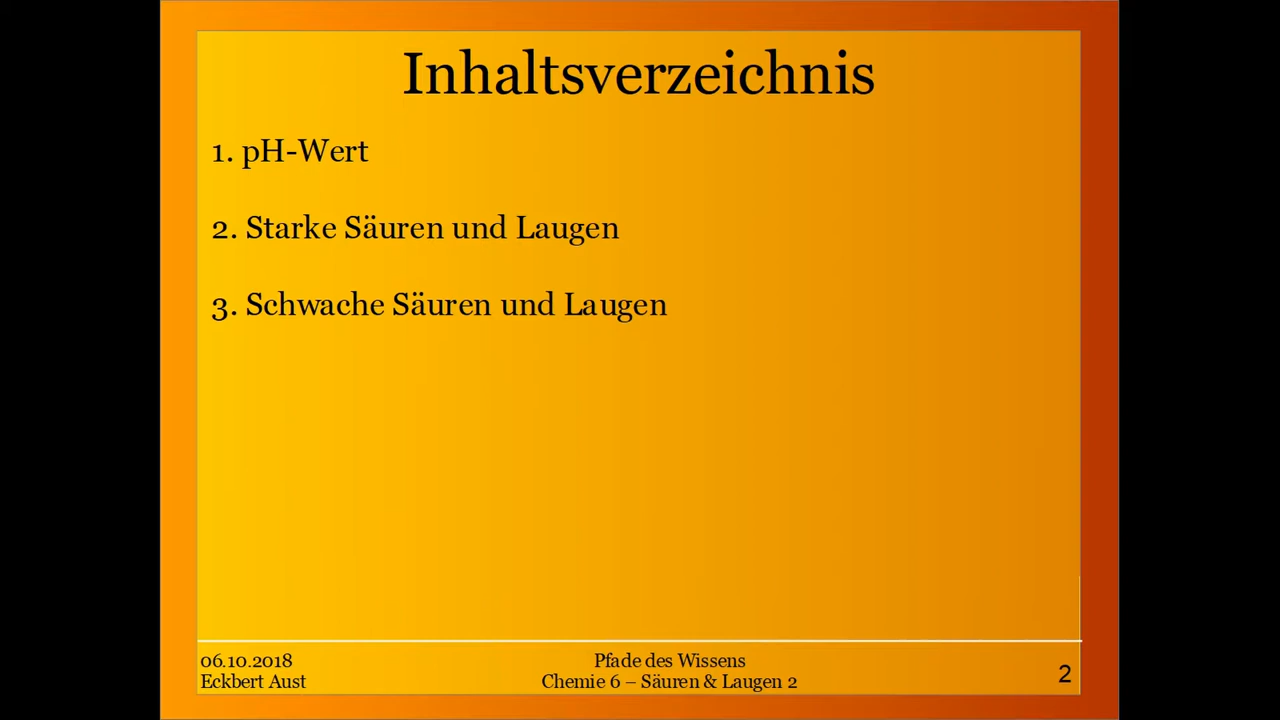 Inhaltsverzeichnis
1. pH-Wert
2. Starke Säuren und Laugen
3. Schwache Säuren und Laugen
06.10.2018
Eckbert Aust
Pfade des Wissens
Chemie 6 – Säuren & Laugen 2
2